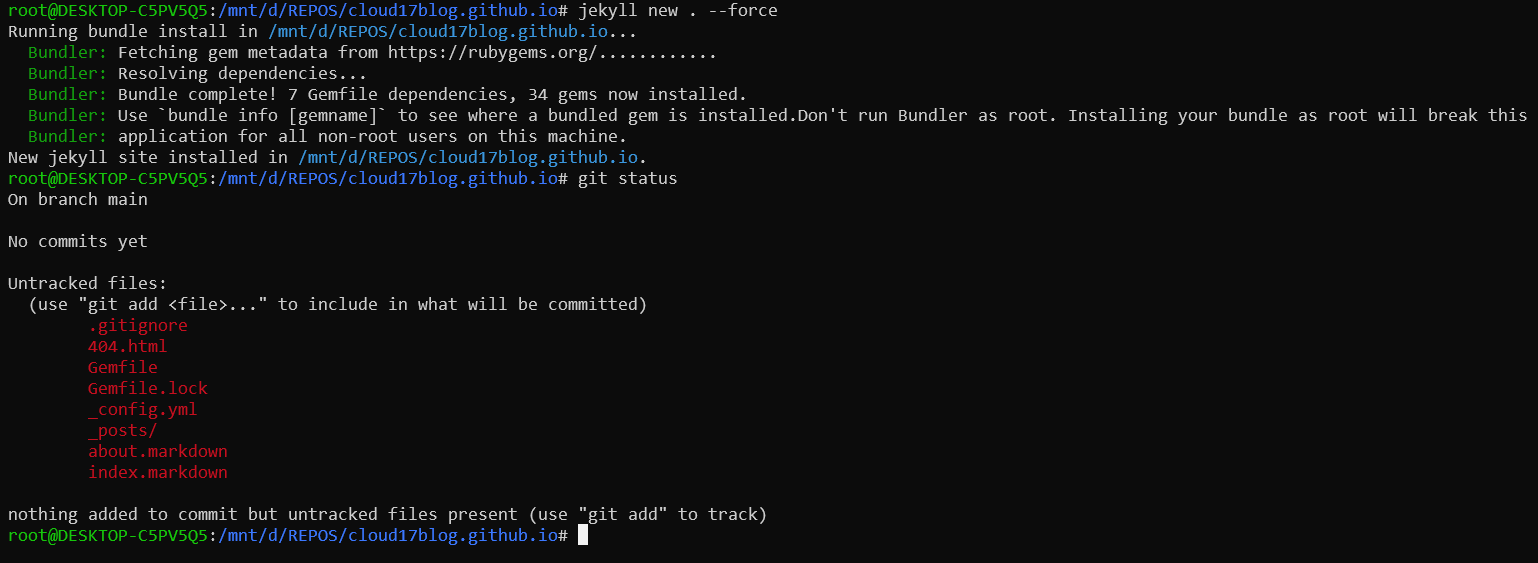 root@DESKTOP-C5PV5Q5:/mnt/d/REPOS/cloud17blog.github.io# jekyll new . --force
Running bundle install in /mnt/d/REPOS/cloud17blog.github.io...
  Bundler: Fetching gem metadata from https://rubygems.org/............
  Bundler: Resolving dependencies...
  Bundler: Bundle complete! 7 Gemfile dependencies, 34 gems now installed.
  Bundler: Use `bundle info [gemname]` to see where a bundled gem is installed.Don't run Bundler as root. Installing your bundle as root will break this
  Bundler: application for all non-root users on this machine.
New jekyll site installed in /mnt/d/REPOS/cloud17blog.github.io.
root@DESKTOP-C5PV5Q5:/mnt/d/REPOS/cloud17blog.github.io# git status
On branch main

No commits yet

Untracked files:
  (use "git add <file>..." to include in what will be committed)
        .gitignore
        404.html
        Gemfile
        Gemfile.lock
        _config.yml
        _posts/
        about.markdown
        index.markdown

nothing added to commit but untracked files present (use "git add" to track)
root@DESKTOP-C5PV5Q5:/mnt/d/REPOS/cloud17blog.github.io#